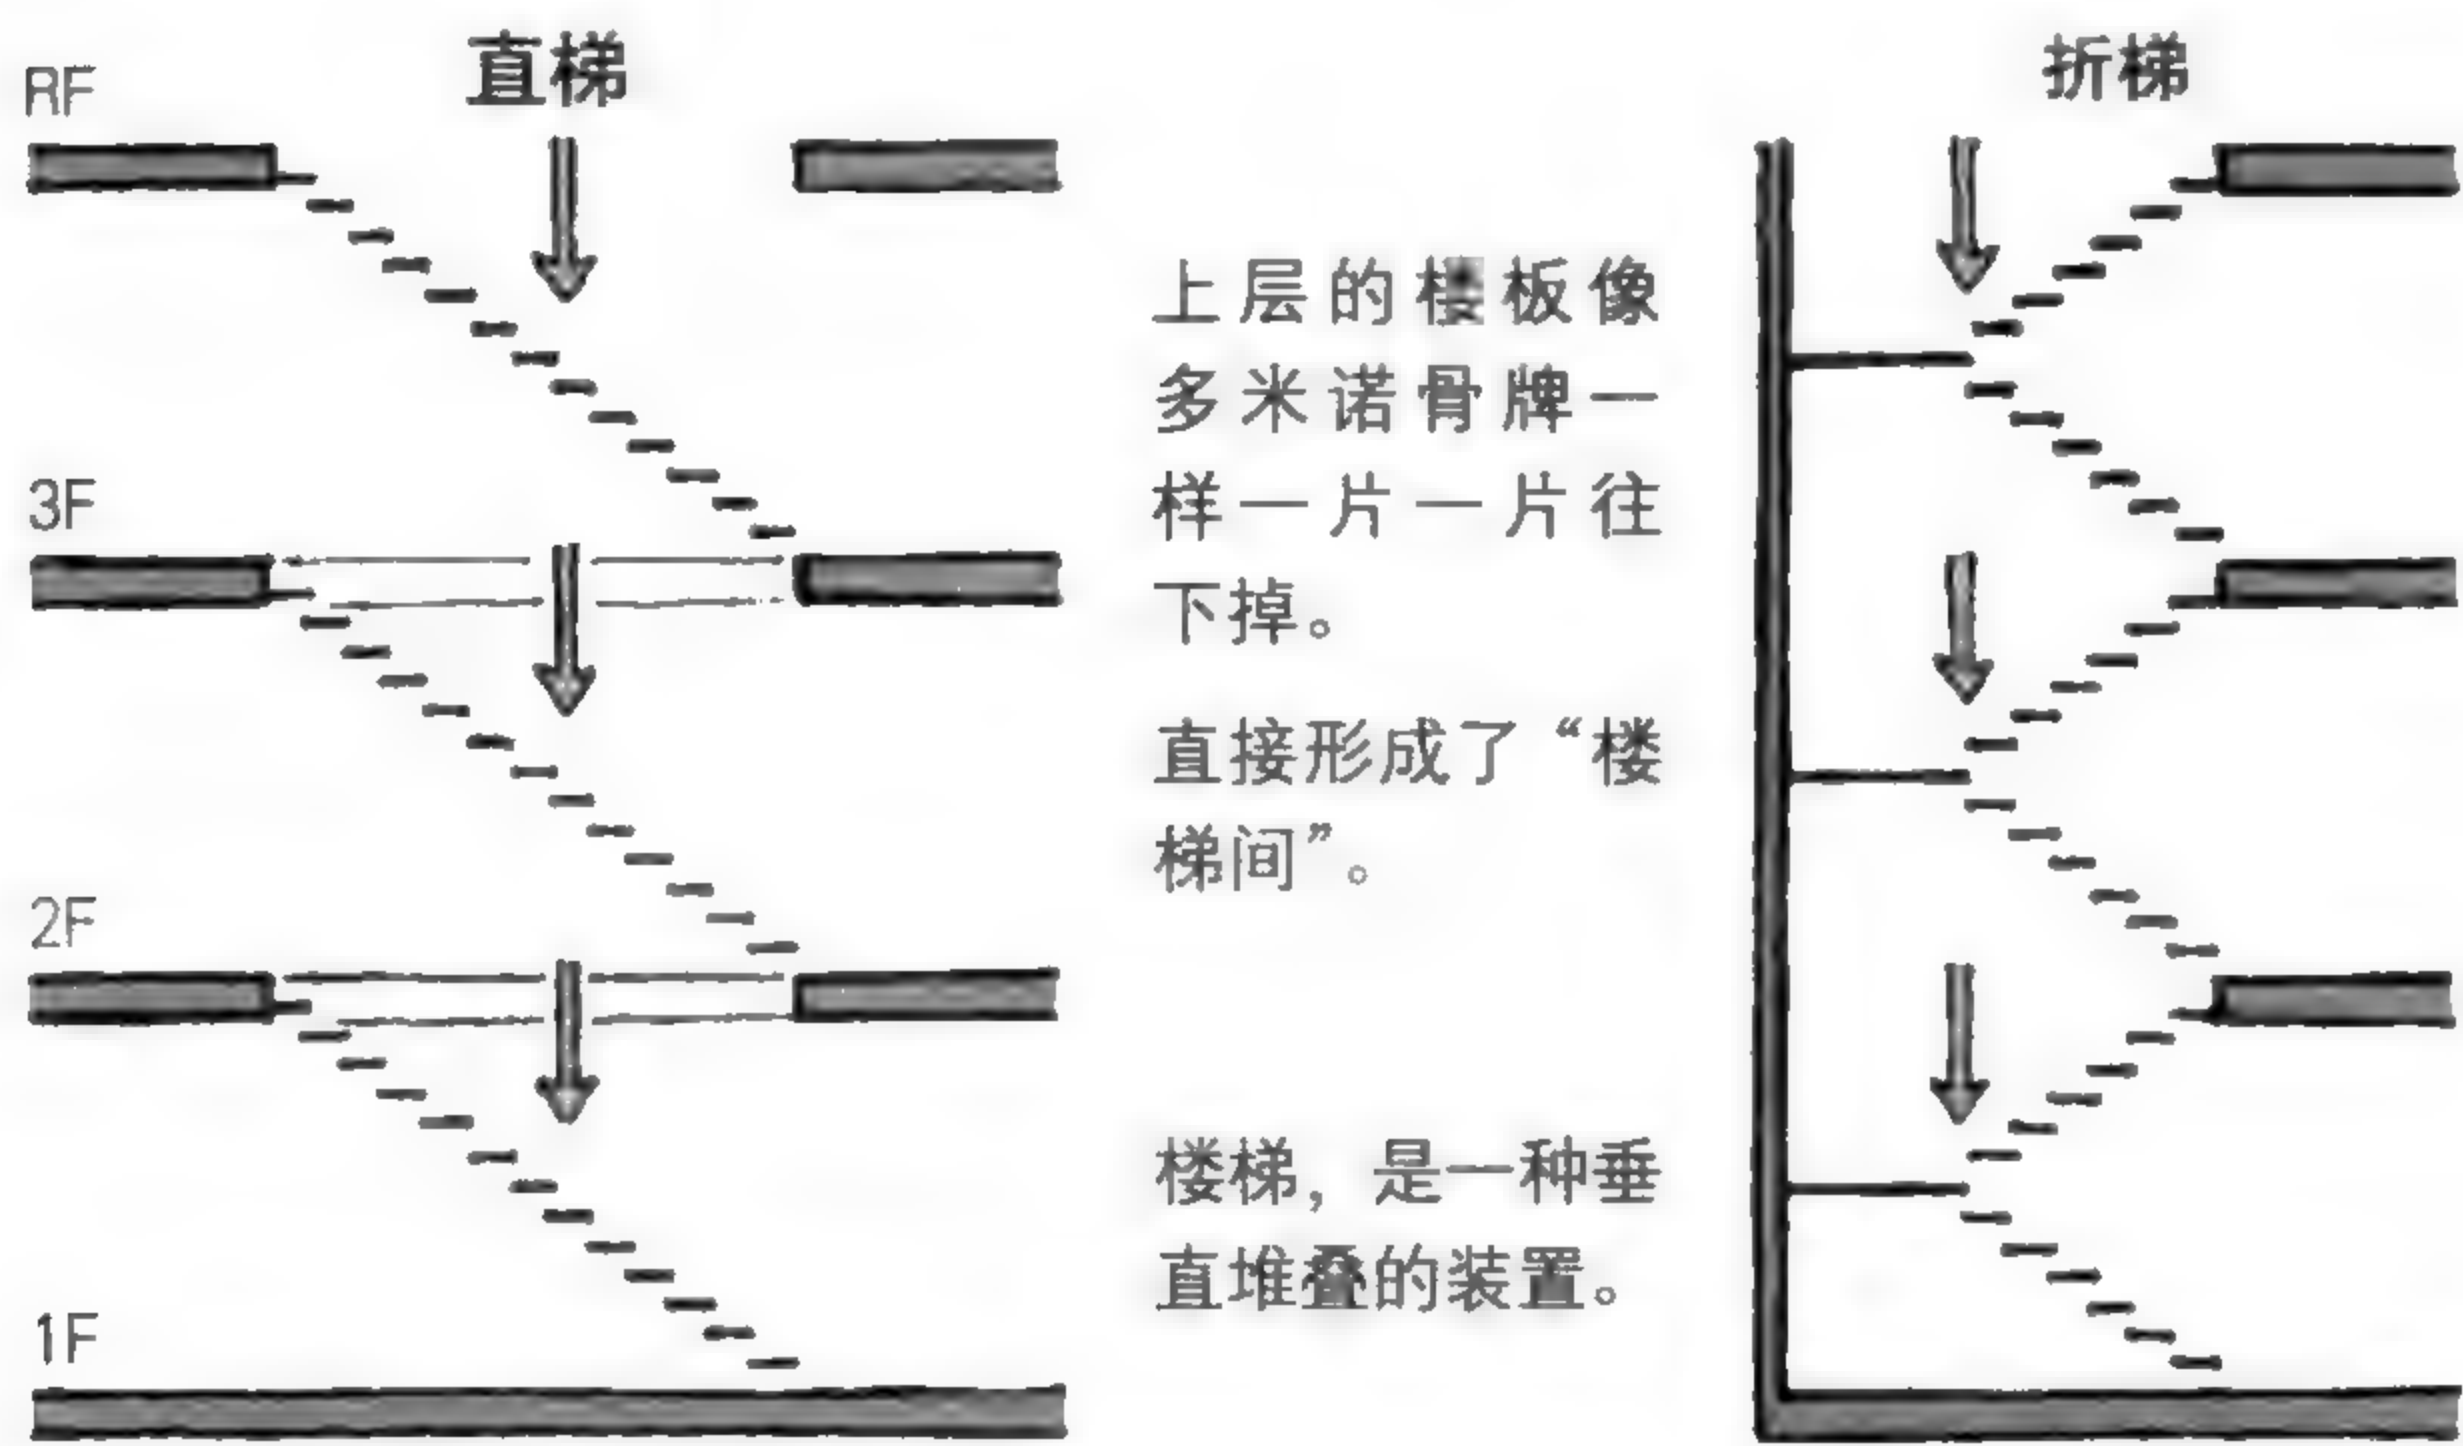 直梯
折梯
RF
3F
2F
1F
上层的楼板像
多米诺骨牌一
样一片一片往
下掉。
直接形成了“楼
梯间”。
楼梯，是一种垂
直堆叠的装置。